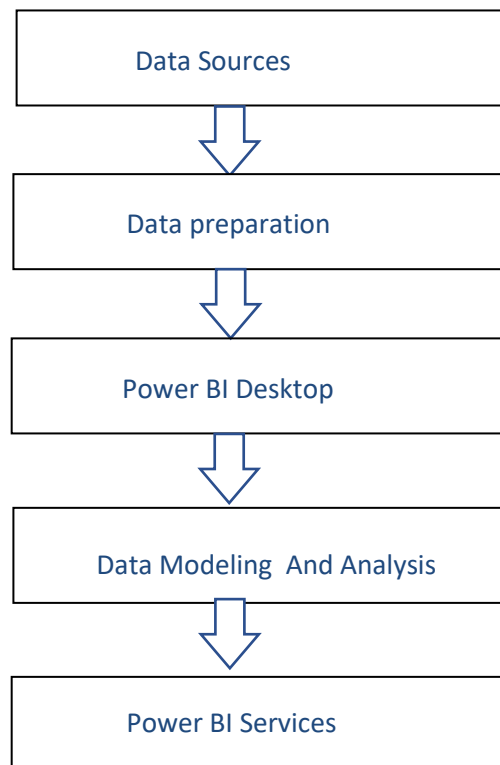 Data Sources
Data preparation
Power BI Desktop
Data Modeling  And Analysis
Power BI Services